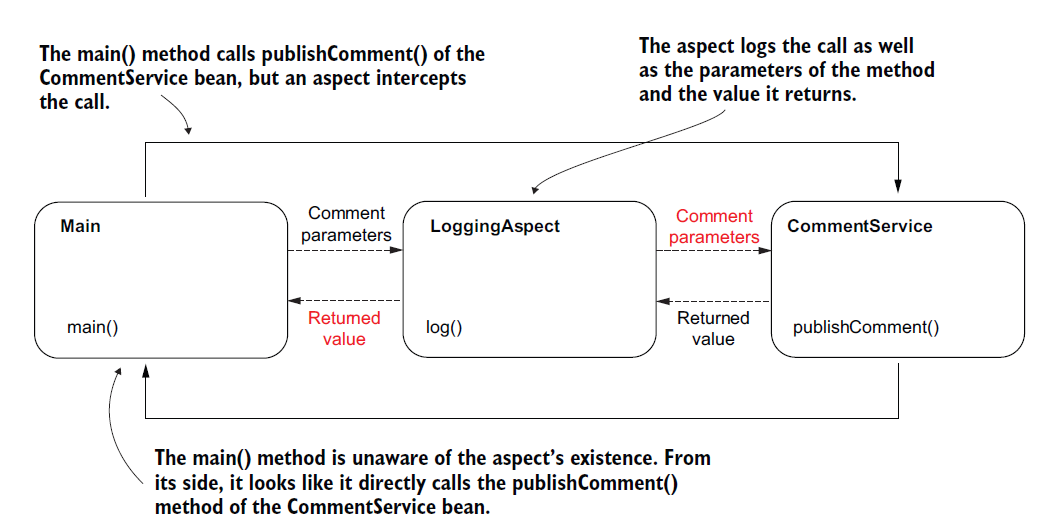 The main() method calls publishComment() of the
CommentService bean, but an aspect intercepts
the call.
The aspect logs the call as well
as the parameters of the method
and the value it returns.
Main
Comment
parameters
LoggingAspect
Comment
parameters
CommentService
main()
Returned
value
log()
Returned
value
publishComment()
The main() method is unaware of the aspect’s existence. From
its side, it looks like it directly calls the publishComment()
method of the CommentService bean.